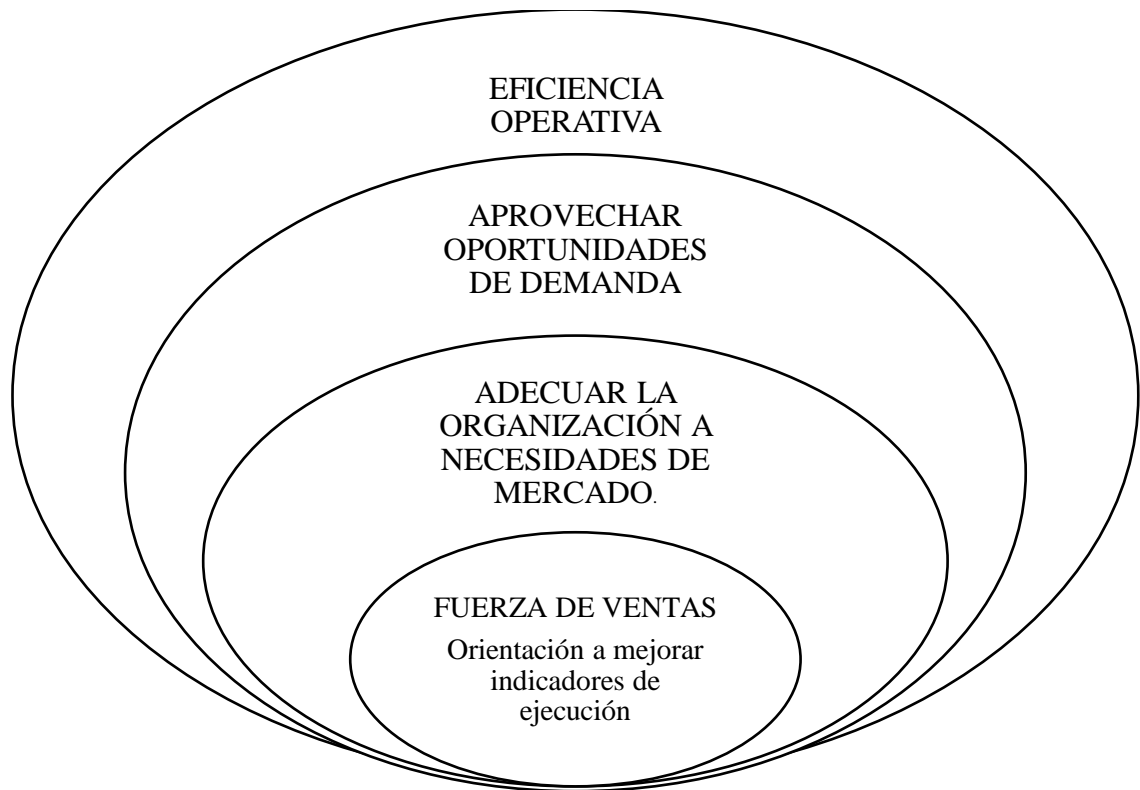 EFICIENCIA
OPERATIVA
APROVECHAR
OPORTUNIDADES
DE DEMANDA
ADECUAR LA
ORGANIZACIÓN A
NECESIDADES DE
MERCADO.
FUERZA DE VENTAS
Orientación a mejorar
indicadores de
ejecución